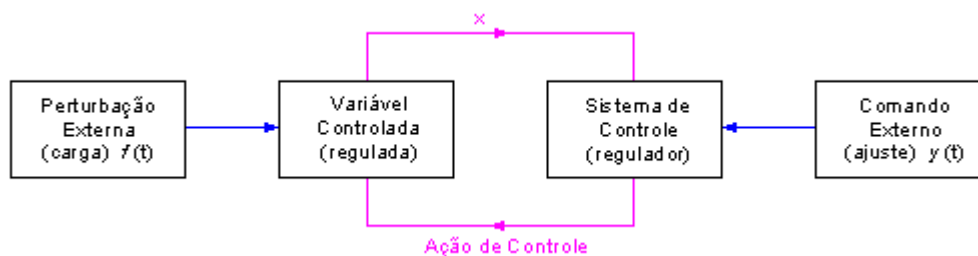 x
Perturbação
Externa
(carga) f(t)
Variável
Controlada
(regulada)
Sistema de
Controle
(regulador)
Comando
Externo
(ajuste) y(t)
Ação de Controle